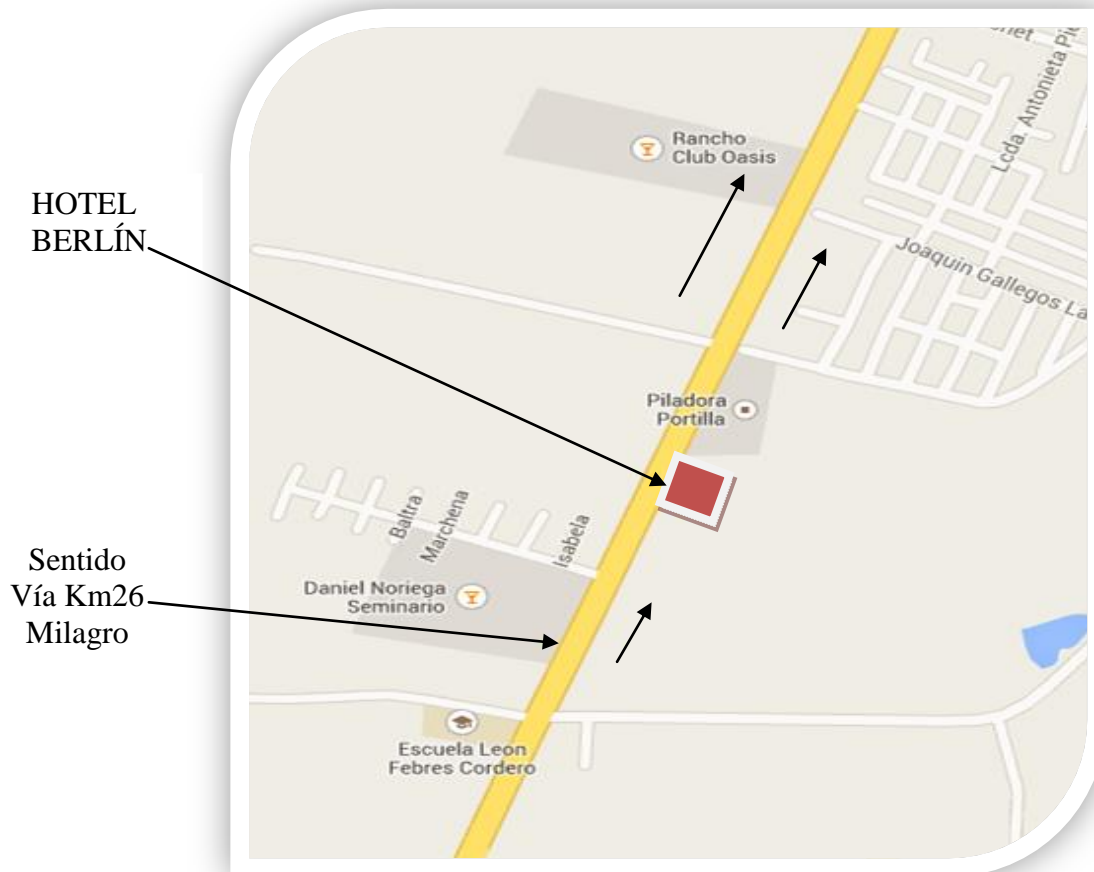 Lcda. Antonieta
Rancho
Club Oasis
HOTEL
BERLÍN
Joaquin Gallegos
Piladora
Portilla
Baltra
Marchena
Isabela
Sentido
Vía Km26
Milagro
Daniel Noriega
Seminario
Escuela Leon
Febres Cordero